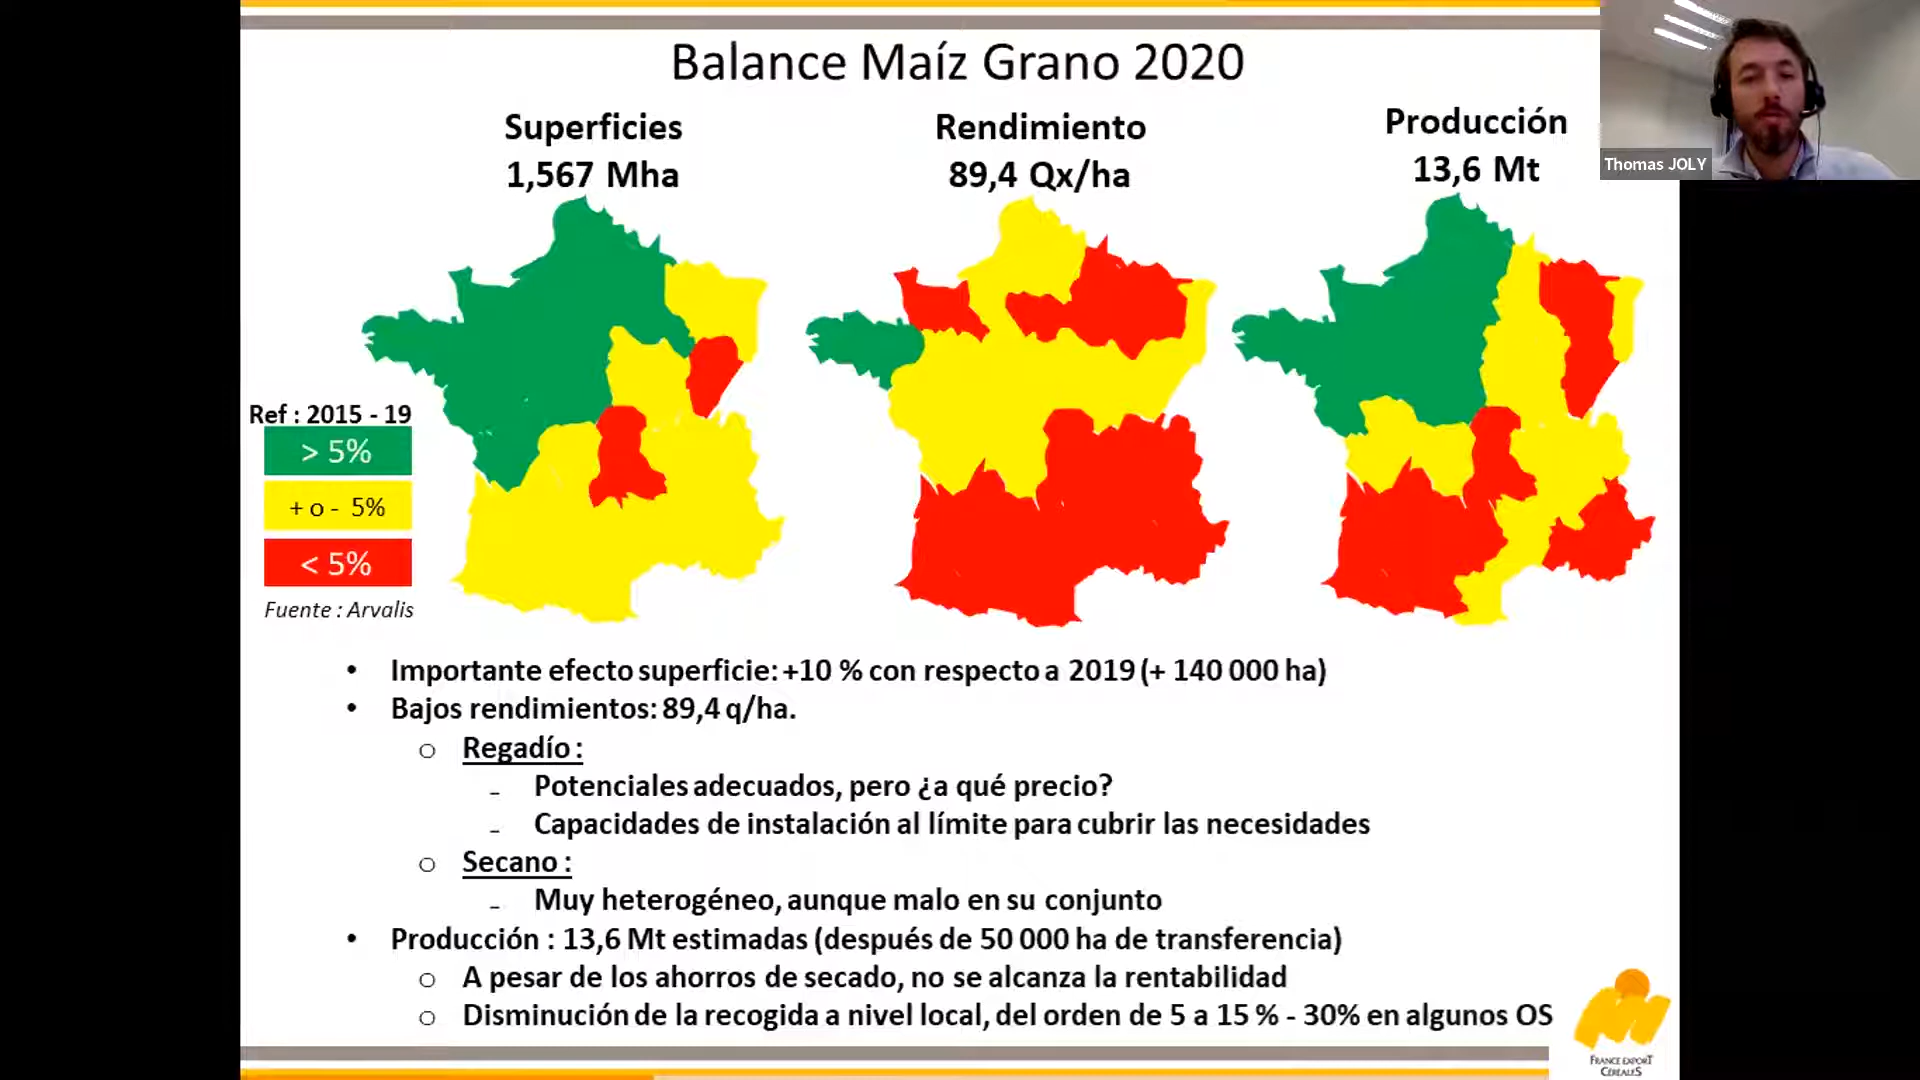 Balance Maíz Grano 2020
Superficies
1,567 Mha
Rendimiento
89,4 Qx/ha
Producción
13,6 Mt
Thomas JOLY
Ref : 2015 - 19
> 5%
+ o - 5%
< 5%
Fuente : Arvalis
• Importante efecto superficie: +10 % con respecto a 2019 (+ 140 000 ha)
• Bajos rendimientos: 89,4 q/ha.
o Regadío :
- Potenciales adecuados, pero ¿a qué precio?
- Capacidades de instalación al límite para cubrir las necesidades
o Secano :
- Muy heterogéneo, aunque malo en su conjunto
• Producción : 13,6 Mt estimadas (después de 50 000 ha de transferencia)
o A pesar de los ahorros de secado, no se alcanza la rentabilidad
o Disminución de la recogida a nivel local, del orden de 5 a 15 % - 30% en algunos OS
FRANCE EXPORT
CÉRÉALES